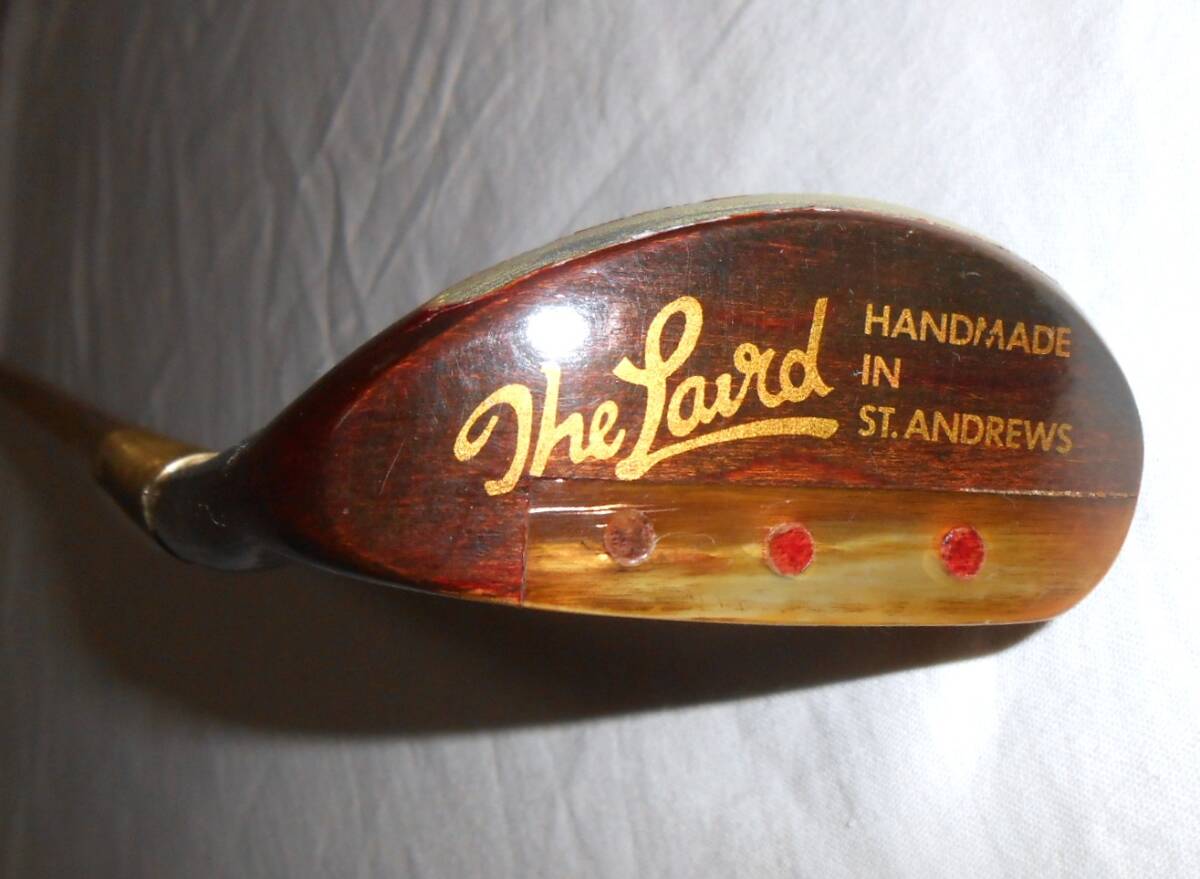 The Laird
HANDMADE
IN
ST. ANDREWS